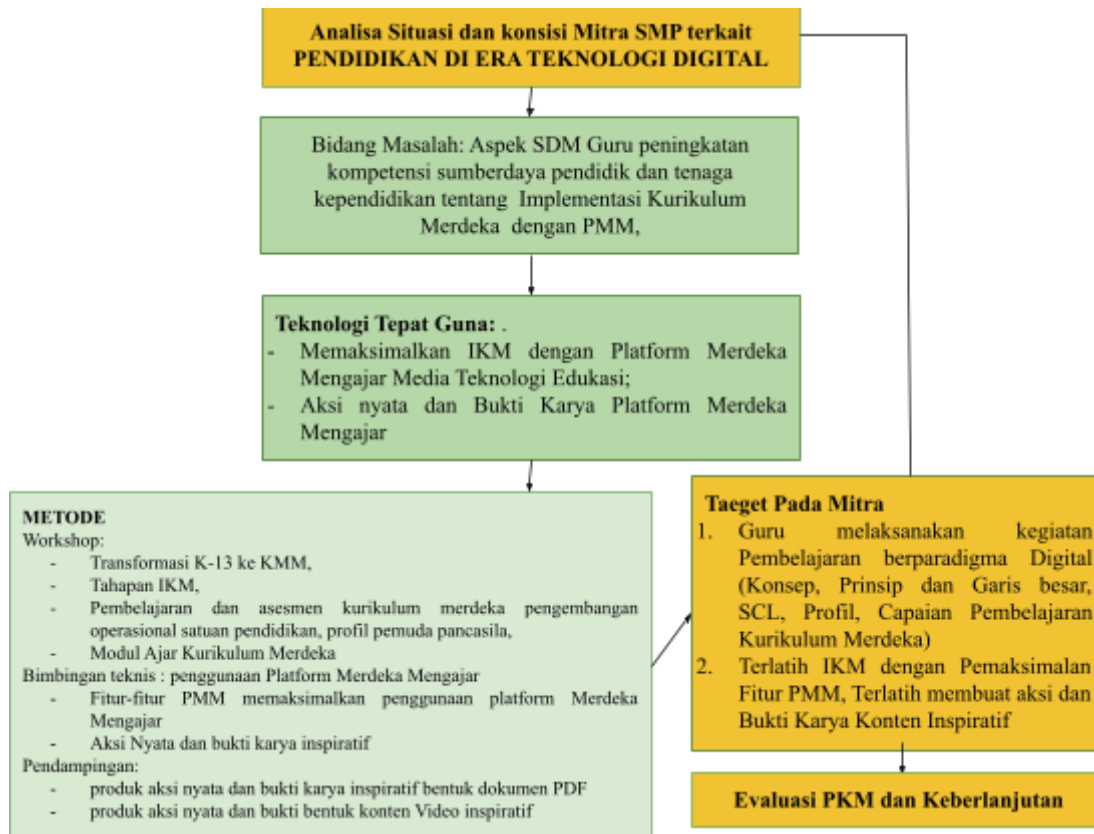 Analisa Situasi dan konsisi Mitra SMP terkait
PENDIDIKAN DI ERA TEKNOLOGI DIGITAL
Bidang Masalah: Aspek SDM Guru peningkatan
kompetensi sumberdaya pendidik dan tenaga
kependidikan tentang Implementasi Kurikulum
Merdeka dengan PMM,
Teknologi Tepat Guna: .
- Memaksimalkan IKM dengan Platform Merdeka
Mengajar Media Teknologi Edukasi;
- Aksi nyata dan Bukti Karya Platform Merdeka
Mengajar
METODE
Workshop:
- Transformasi K-13 ke KMM,
- Tahapan IKM,
- Pembelajaran dan asesmen kurikulum merdeka pengembangan
operasional satuan pendidikan, profil pemuda pancasila,
- Modul Ajar Kurikulum Merdeka
Bimbingan teknis : penggunaan Platform Merdeka Mengajar
- Fitur-fitur PMM memaksimalkan penggunaan platform Merdeka
Mengajar
- Aksi Nyata dan bukti karya inspiratif
Pendampingan:
- produk aksi nyata dan bukti karya inspiratif bentuk dokumen PDF
- produk aksi nyata dan bukti bentuk konten Video inspiratif
Taeget Pada Mitra
1. Guru melaksanakan kegiatan
Pembelajaran berparadigma Digital
(Konsep, Prinsip dan Garis besar,
SCL, Profil, Capaian Pembelajaran
Kurikulum Merdeka)
2. Terlatih IKM dengan Pemaksimalan
Fitur PMM, Terlatih membuat aksi dan
Bukti Karya Konten Inspiratif
Evaluasi PKM dan Keberlanjutan